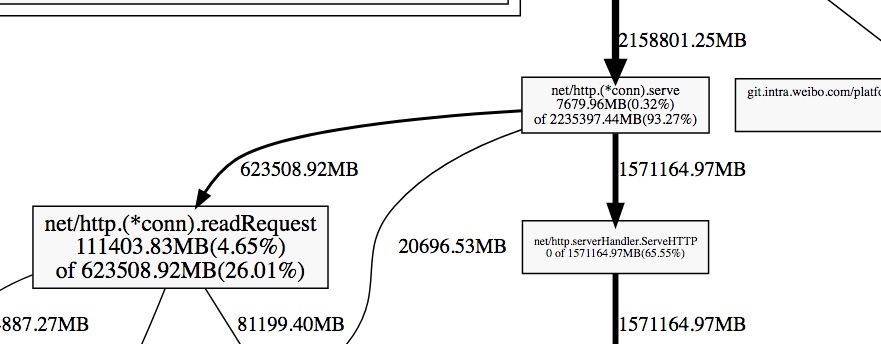 2158801.25MB
net/http.(*conn).serve
7679.96MB(0.32%)
of 2235397.44MB(93.27%)
git.intra.weibo.com/platfo
623508.92MB
1571164.97MB
net/http.(*conn).readRequest
111403.83MB(4.65%)
of 623508.92MB(26.01%)
20696.53MB
net/http.serverHandler.ServeHTTP
0 of 1571164.97MB(65.55%)
887.27MB
81199.40MB
1571164.97MB